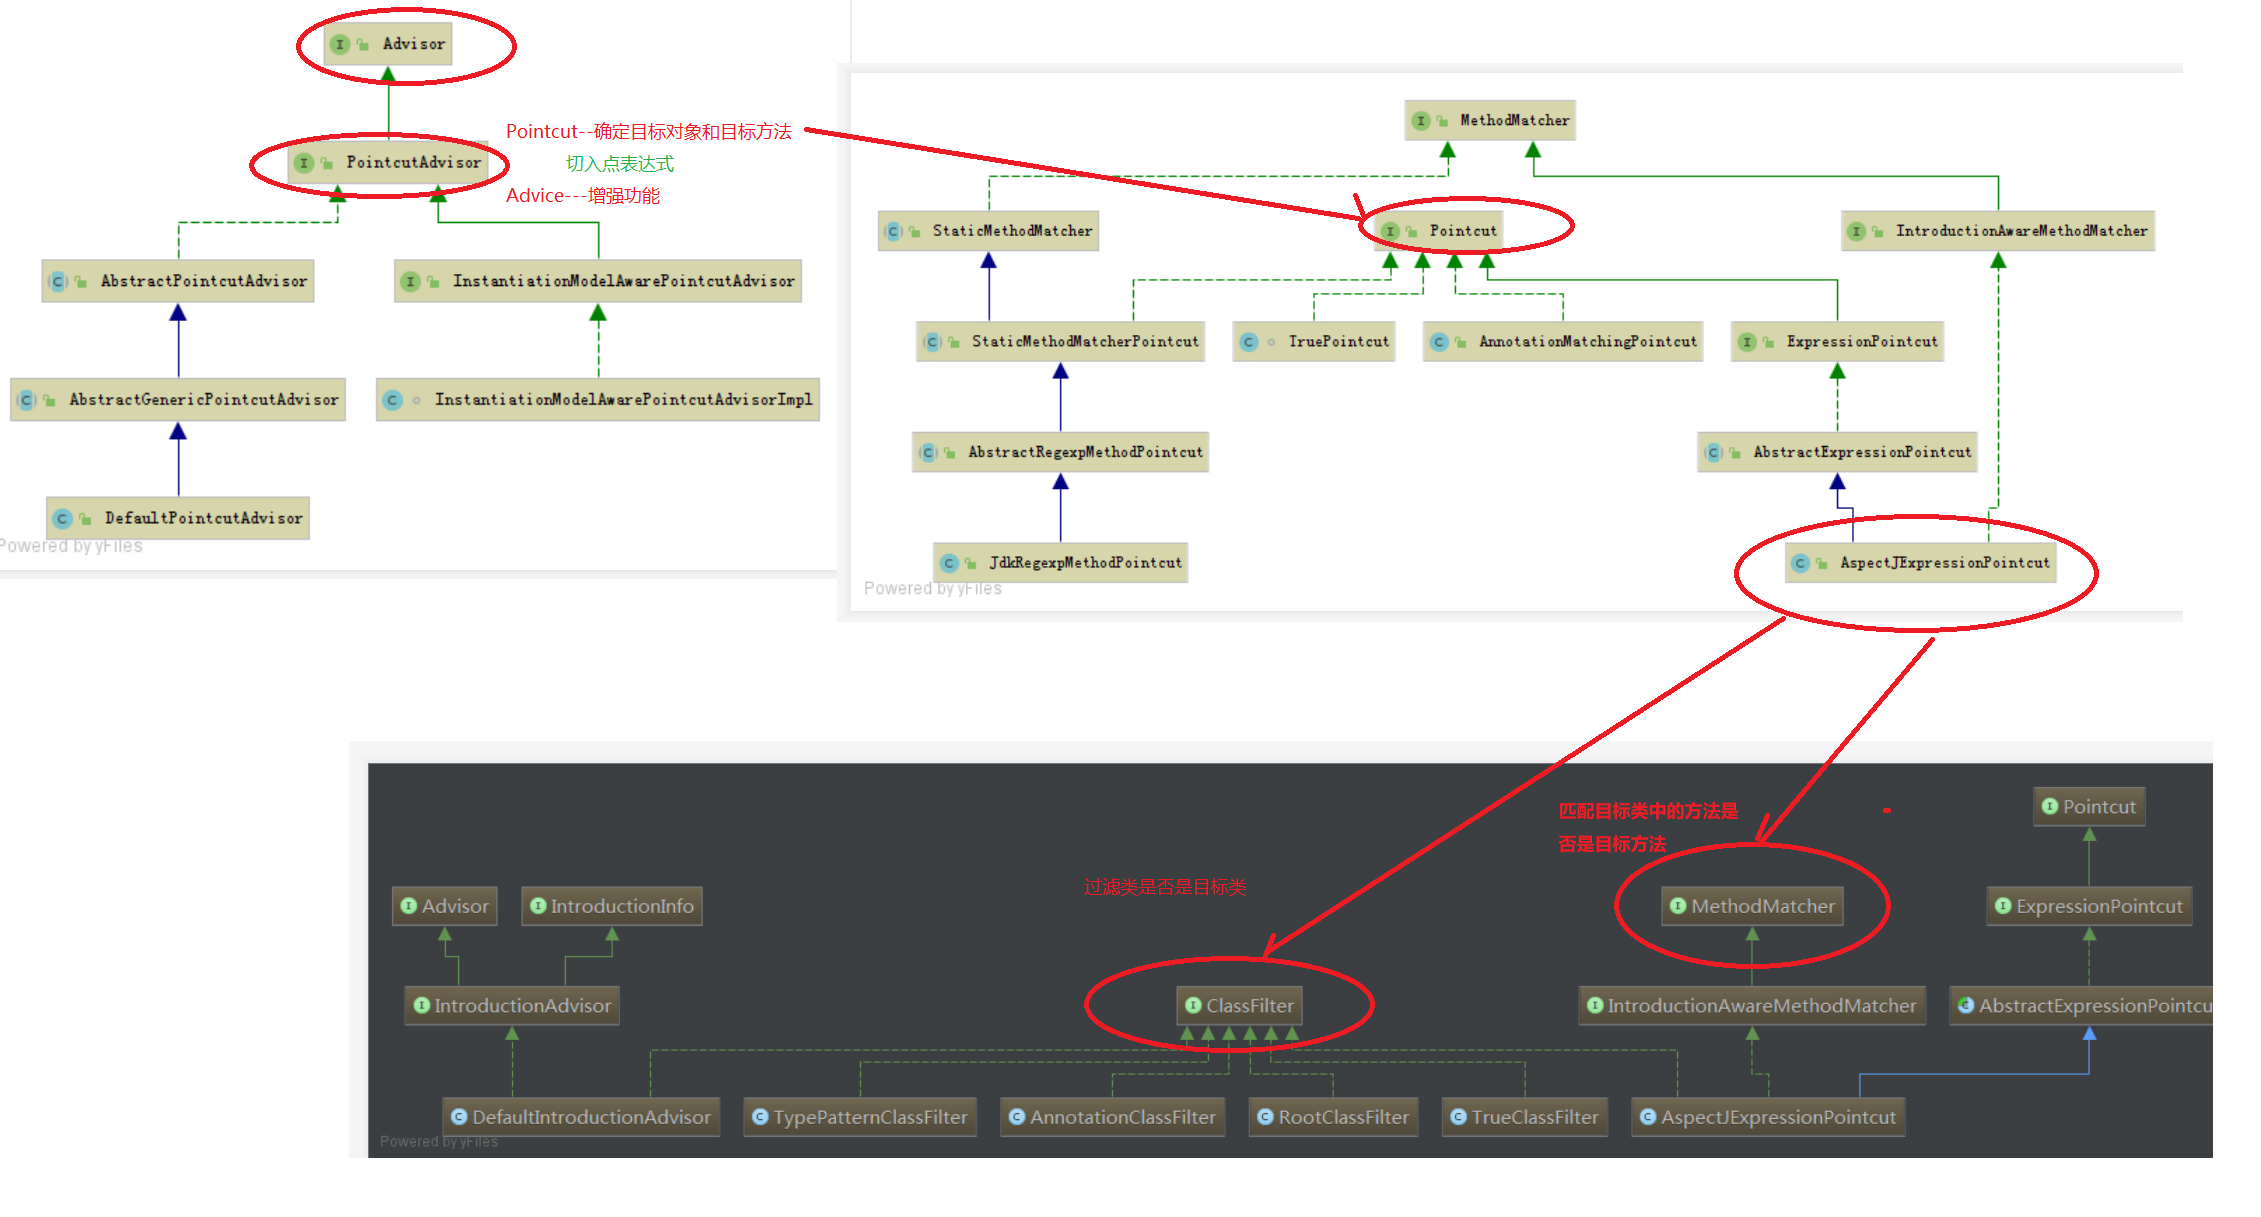 Advisor
PointcutAdvisor
Pointcut--确定目标对象和目标方法
切入点表达式
Advice---增强功能
AbstractPointcutAdvisor
InstantiationModelAwarePointcutAdvisor
AbstractGenericPointcutAdvisor
InstantiationModelAwarePointcutAdvisorImpl
DefaultPointcutAdvisor
Powered by yFiles
MethodMatcher
StaticMethodMatcher
Pointcut
IntroductionAwareMethodMatcher
StaticMethodMatcherPointcut
TruePointcut
AnnotationMatchingPointcut
ExpressionPointcut
AbstractRegexpMethodPointcut
AbstractExpressionPointcut
JdkRegexpMethodPointcut
AspectJExpressionPointcut
Powered by yFiles
匹配目标类中的方法是
否是目标方法
过滤类是否是目标类
Pointcut
Advisor
IntroductionInfo
MethodMatcher
ExpressionPointcut
IntroductionAdvisor
ClassFilter
IntroductionAwareMethodMatcher
AbstractExpressionPointcu
DefaultIntroductionAdvisor
TypePatternClassFilter
AnnotationClassFilter
RootClassFilter
TrueClassFilter
AspectJExpressionPointcut
Powered by yFiles